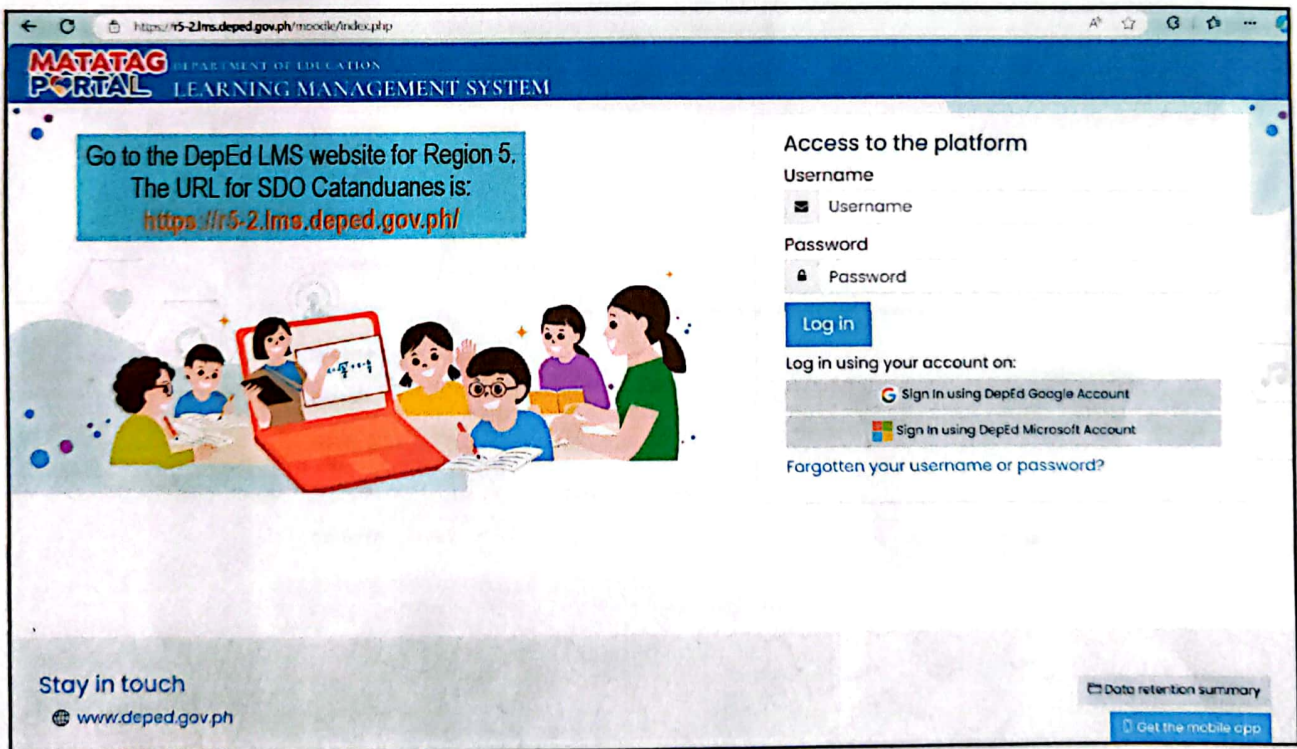 https://r5-2.lms.deped.gov.ph/moodle/index.php
MATATAG
PORTAL
DEPARTMENT OF EDUCATION
LEARNING MANAGEMENT SYSTEM
Go to the DepEd LMS website for Region 5.
The URL for SDO Catanduanes is:
https://r5-2.lms.deped.gov.ph/
Access to the platform
Username
Username
Password
Password
Log in
Log in using your account on:
Sign in using DepEd Google Account
Sign in using DepEd Microsoft Account
Forgotten your username or password?
Stay in touch
www.deped.gov.ph
Data retention summary
Get the mobile app